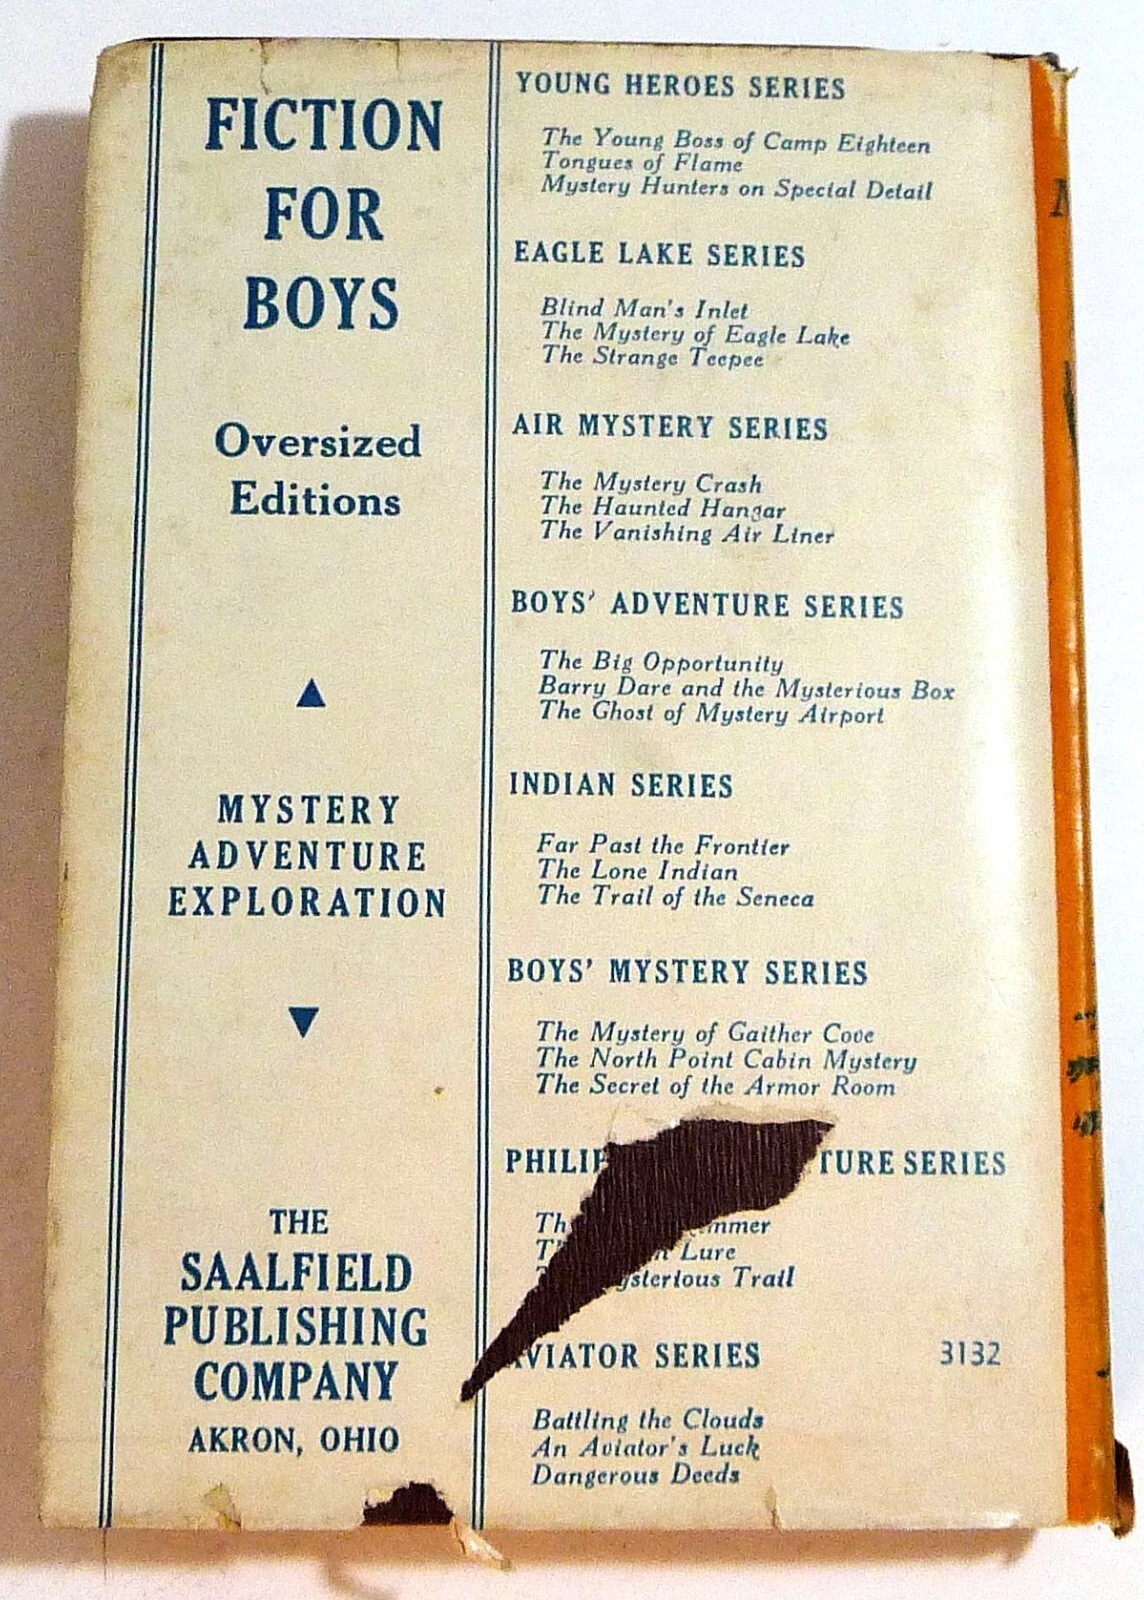 FICTION
FOR
BOYS
Oversized
Editions
MYSTERY
ADVENTURE
EXPLORATION
THE
SAALFIELD
PUBLISHING
COMPANY
AKRON, OHIO
YOUNG HEROES SERIES
The Young Boss of Camp Eighteen
Tongues of Flame
Mystery Hunters on Special Detail
EAGLE LAKE SERIES
Blind Man's Inlet
The Mystery of Eagle Lake
The Strange Teepee
AIR MYSTERY SERIES
The Mystery Crash
The Haunted Hangar
The Vanishing Air Liner
BOYS' ADVENTURE SERIES
The Big Opportunity
Barry Dare and the Mysterious Box
The Ghost of Mystery Airport
INDIAN SERIES
Far Past the Frontier
The Lone Indian
The Trail of the Seneca
BOYS' MYSTERY SERIES
The Mystery of Gaither Cove
The North Point Cabin Mystery
The Secret of the Armor Room
SERIES
Lure
Trail
AVIATOR SERIES
3132
Battling the Clouds
An Aviator's Luck
Dangerous Deeds